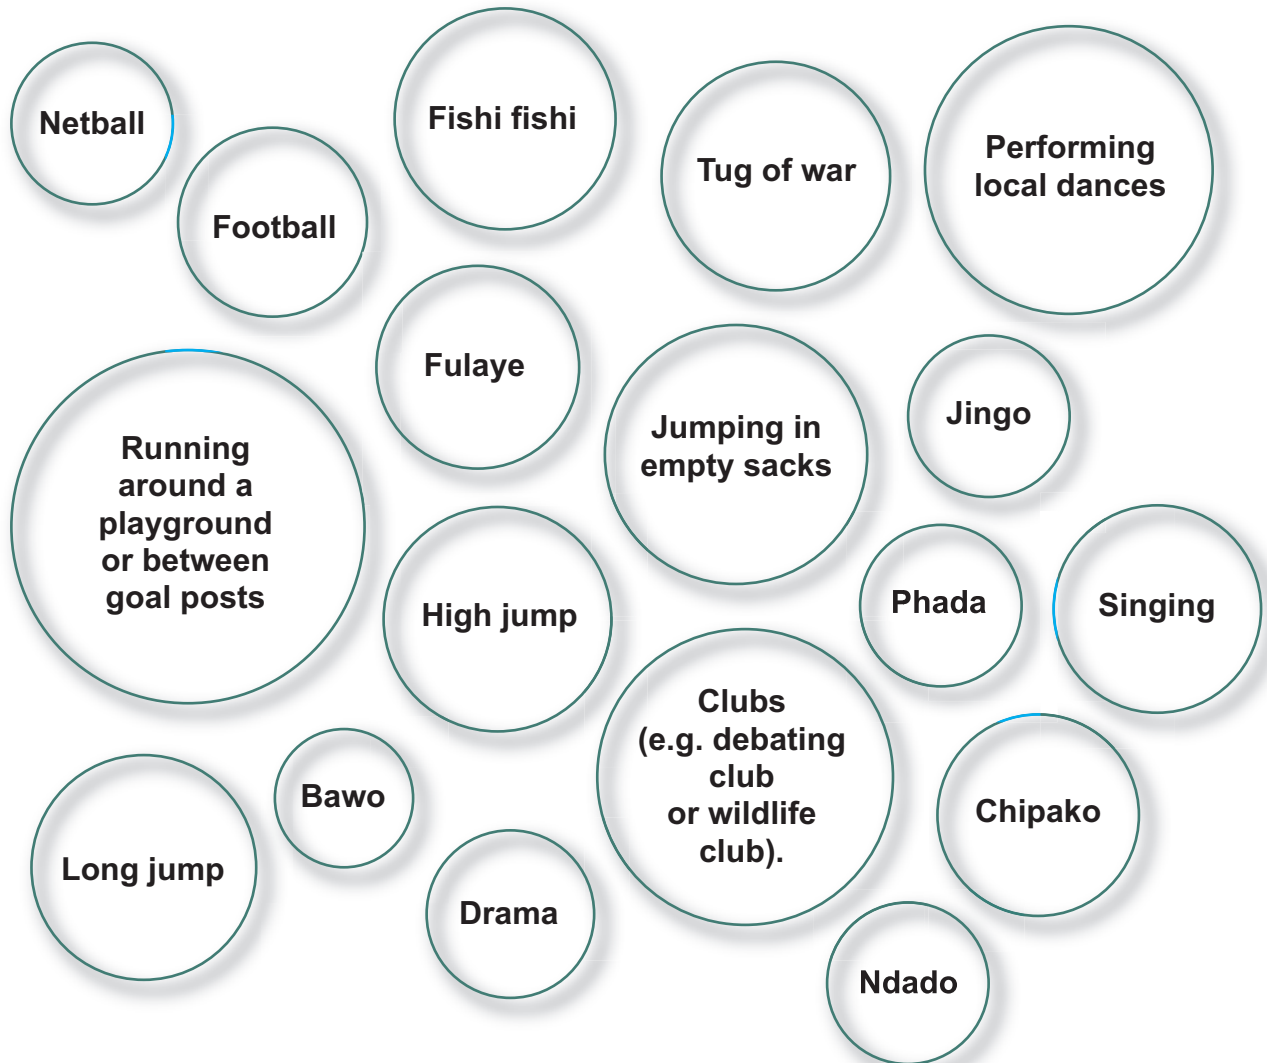 Netball
Football
Fishi fishi
Tug of war
Performing
local dances
Fulaye
Jumping in
empty sacks
Jingo
Running
around a
playground
or between
goal posts
High jump
Phada
Singing
Clubs
(e.g. debating
club
or wildlife
club).
Chipako
Bawo
Long jump
Drama
Ndado